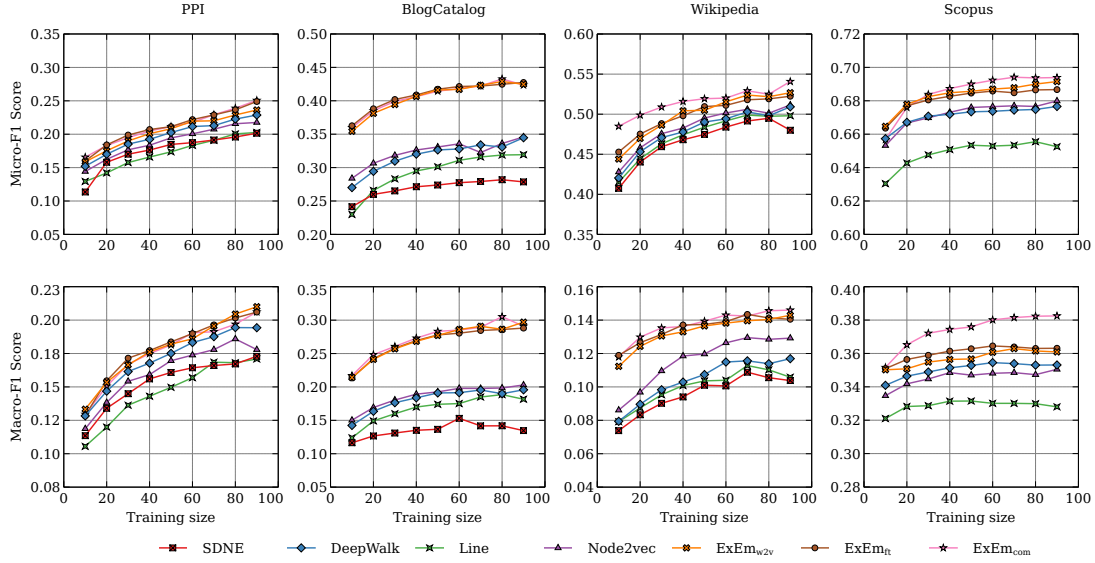 PPI BlogCatalog Wikipedia Scopus
Micro-F1 Score
0.35 0.30 0.25 0.20 0.15 0.10 0.05
0 20 40 60 80 100
0.50 0.45 0.40 0.35 0.30 0.25 0.20
0 20 40 60 80 100
0.60 0.55 0.50 0.45 0.40 0.35
0 20 40 60 80 100
0.72 0.70 0.68 0.66 0.64 0.62 0.60
0 20 40 60 80 100
Macro-F1 Score
0.23 0.20 0.18 0.15 0.12 0.10 0.08
0 20 40 60 80 100
Training size
0.35 0.30 0.25 0.20 0.15 0.10 0.05
0 20 40 60 80 100
Training size
0.16 0.14 0.12 0.10 0.08 0.06 0.04
0 20 40 60 80 100
Training size
0.40 0.38 0.36 0.34 0.32 0.30 0.28
0 20 40 60 80 100
Training size
SDNE DeepWalk Line Node2vec ExEm_w2v ExEm_ft ExEm_com